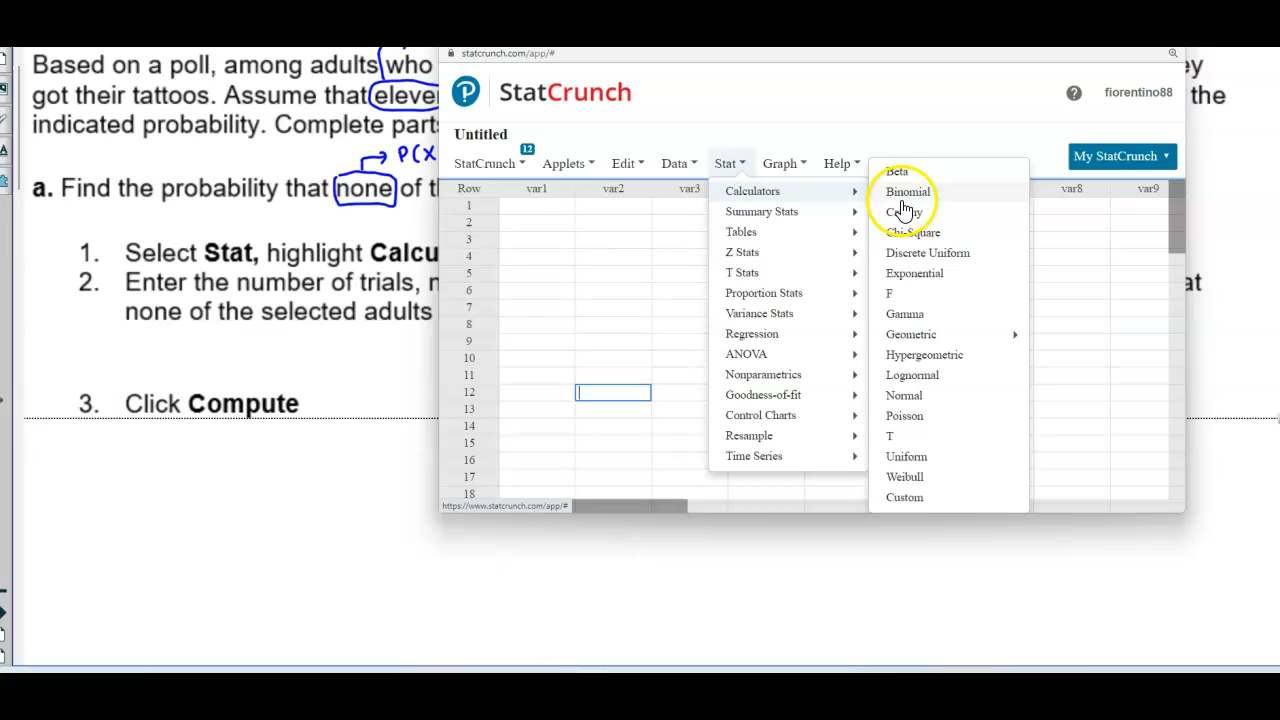 Based on a poll, among adults who
got their tattoos. Assume that eleven
indicated probability. Complete parts
ey
the
P(X
a. Find the probability that none of t
1. Select Stat, highlight Calcu
2. Enter the number of trials, n
at
none of the selected adults
3. Click Compute
statcrunch.com/app/#
P StatCrunch
? fiorentino88
Untitled
12
StatCrunch Applets Edit Data Stat Graph Help
My StatCrunch
Row var1 var2 var3 var8 var9
1
2
3
4
5
6
7
8
9
10
11
12
13
14
15
16
17
18
Calculators
Summary Stats
Tables
Z Stats
T Stats
Proportion Stats
Variance Stats
Regression
ANOVA
Nonparametrics
Goodness-of-fit
Control Charts
Resample
Time Series
Beta
Binomial
Chi-Square
Discrete Uniform
Exponential
F
Gamma
Geometric
Hypergeometric
Lognormal
Normal
Poisson
T
Uniform
Weibull
Custom
https://www.statcrunch.com/app/#